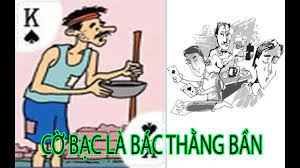 K
CỜ BẠC LÀ BÁC THẰNG BẦN